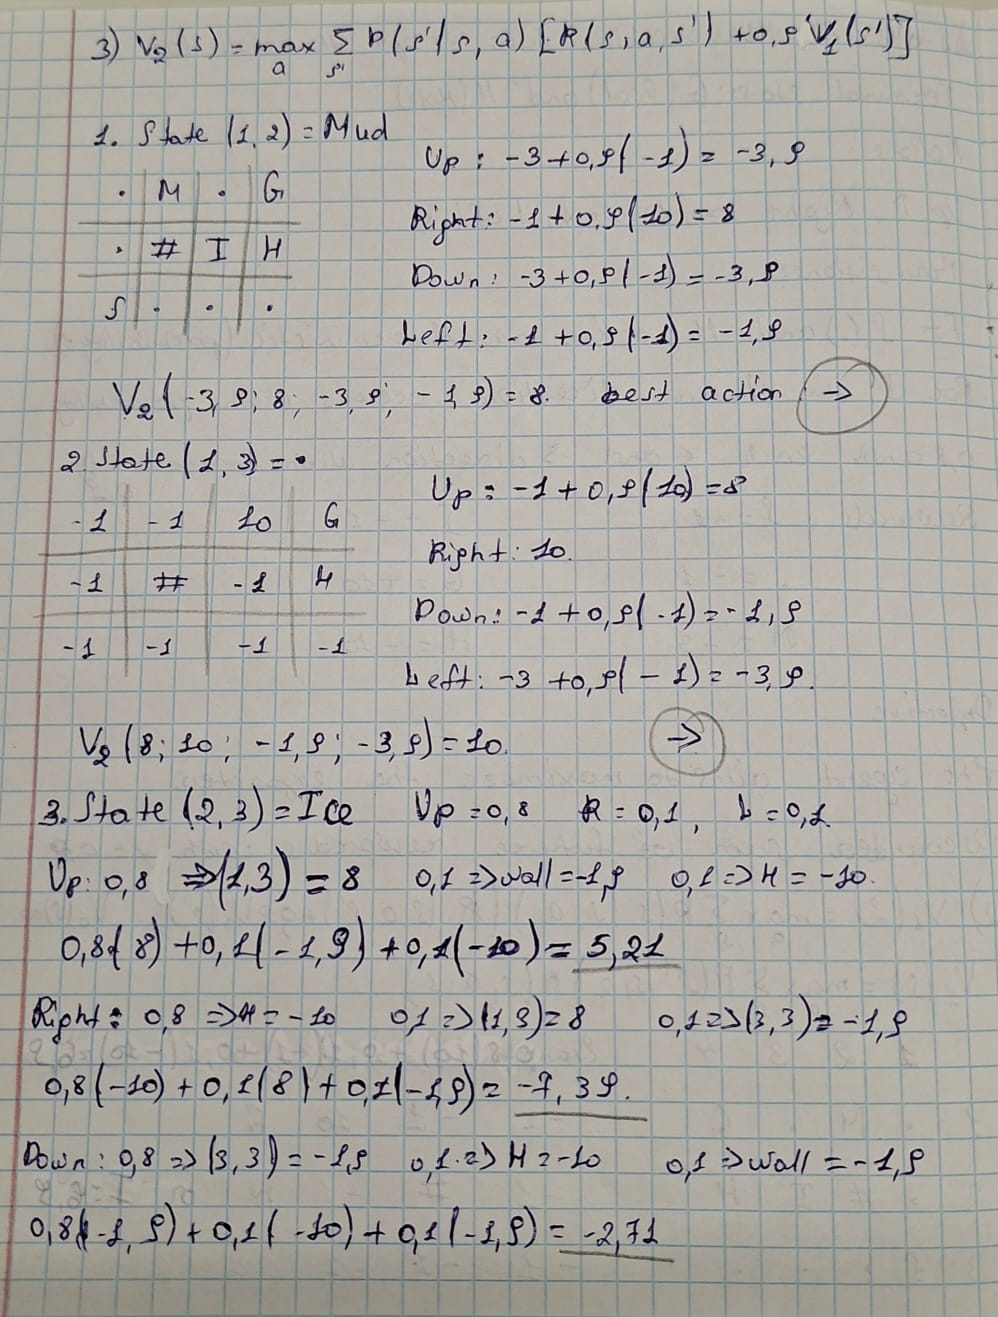 3) V₂(s) = max Σ P(s'|s, a) [R(s, a, s') + 0,9 V₁(s')]
a s'
1. State (1, 2) = Mud
Up : -3 + 0,9(-1) = -3,9
Right: -1 + 0,9(10) = 8
Down: -3 + 0,9(-1) = -3,9
Left: -1 + 0,9(-1) = -1,9
• M • G
• # I H
S • • •
V₂(-3,9; 8; -3,9; -1,9) = 8. best action →
2. State (1, 3) = •
Up = -1 + 0,9(10) = 8
Right: 10.
Down: -1 + 0,9(-1) = -1,9
Left: -3 + 0,9(-1) = -3,9.
-1 -1 10 G
-1 # -1 H
-1 -1 -1 -1
V₂(8; 10; -1,9; -3,9) = 10. →
3. State (2, 3) = Ice Up = 0,8 R = 0,1, L = 0,1
Up: 0,8 ⇒ (1,3) = 8 0,1 ⇒ wall = -1,9 0,1 ⇒ H = -10.
0,8(8) + 0,1(-1,9) + 0,1(-10) = 5,21
Right: 0,8 ⇒ H = -10 0,1 ⇒ (1,3) = 8 0,1 ⇒ (3,3) = -1,9
0,8(-10) + 0,1(8) + 0,1(-1,9) = -7,39.
Down: 0,8 ⇒ (3,3) = -1,9 0,1 ⇒ H = -10 0,1 ⇒ wall = -1,9
0,8(-1,9) + 0,1(-10) + 0,1(-1,9) = -2,71